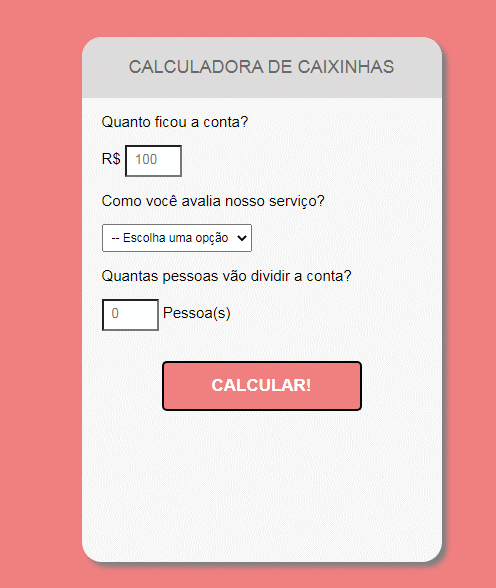 CALCULADORA DE CAIXINHAS
Quanto ficou a conta?
R$ 100
Como você avalia nosso serviço?
-- Escolha uma opção
Quantas pessoas vão dividir a conta?
0 Pessoa(s)
CALCULAR!